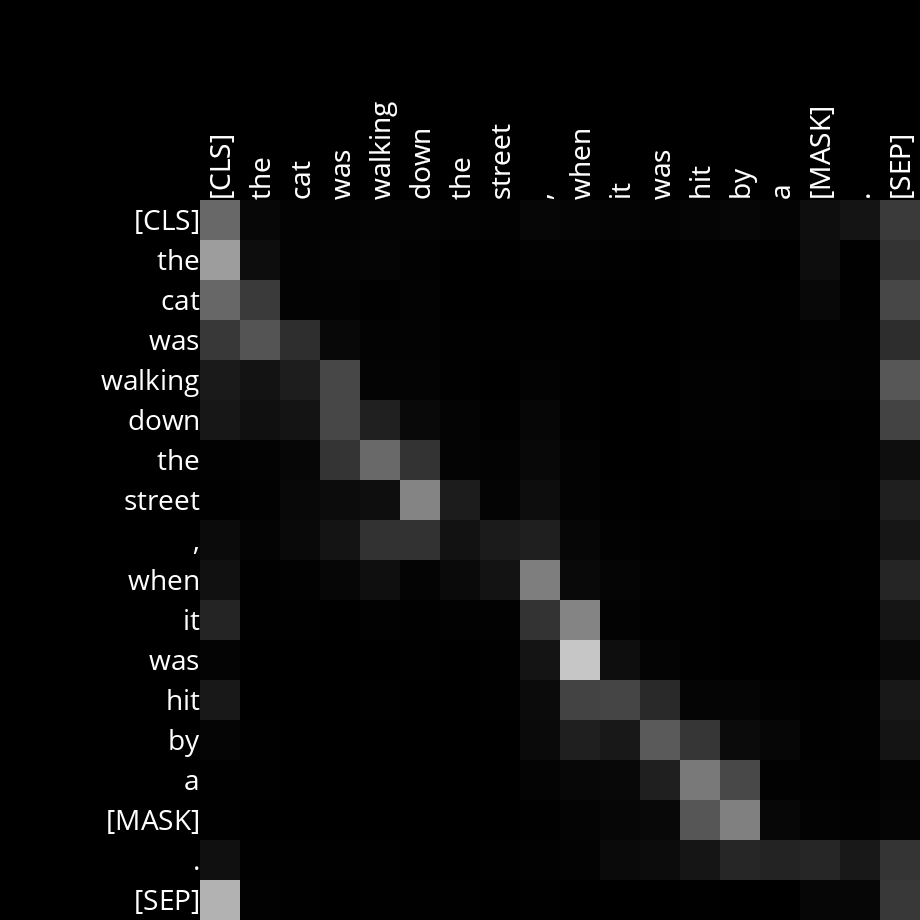 [CLS] the cat was walking down the street , when it was hit by a [MASK] . [SEP]
[CLS]
the
cat
was
walking
down
the
street
,
when
it
was
hit
by
a
[MASK]
.
[SEP]